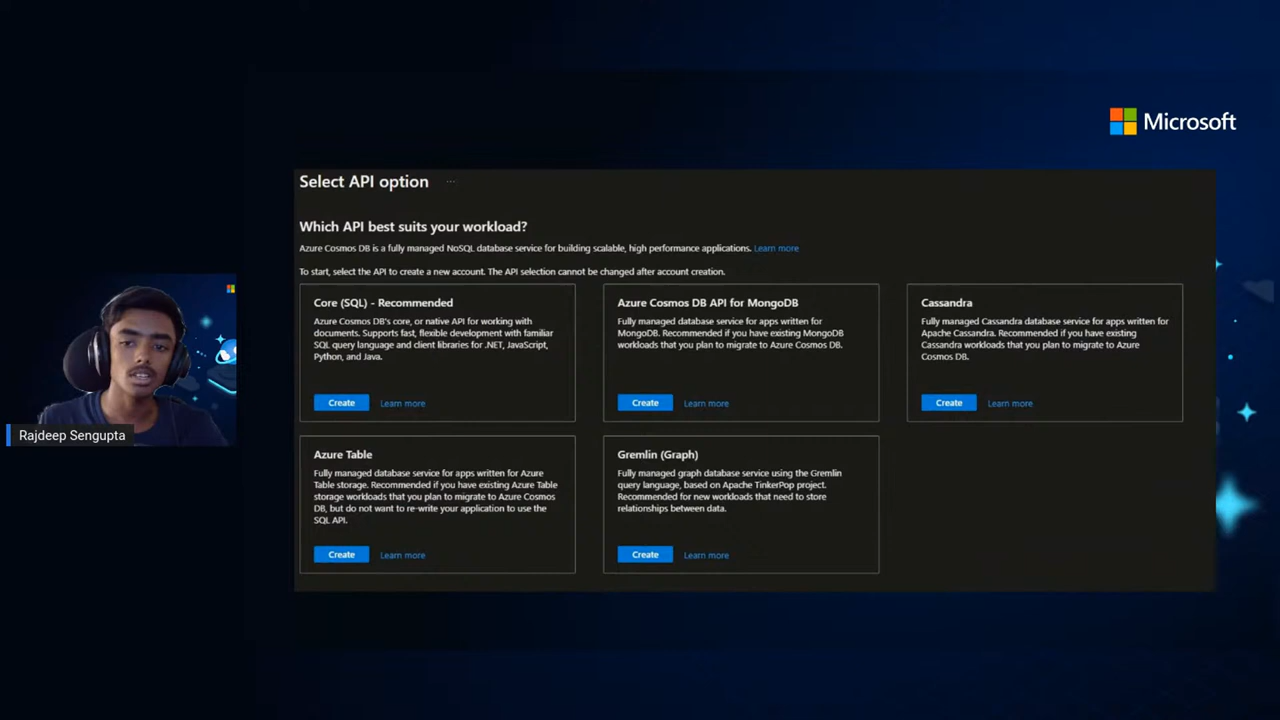 Microsoft
Select API option ...
Which API best suits your workload?
Azure Cosmos DB is a fully managed NoSQL database service for building scalable, high performance applications. Learn more
To start, select the API to create a new account. The API selection cannot be changed after account creation.
Core (SQL) - Recommended
Azure Cosmos DB's core, or native API for working with
documents. Supports fast, flexible development with familiar
SQL query language and client libraries for .NET, JavaScript,
Python, and Java.
Create Learn more
Azure Cosmos DB API for MongoDB
Fully managed database service for apps written for
MongoDB. Recommended if you have existing MongoDB
workloads that you plan to migrate to Azure Cosmos DB.
Create Learn more
Cassandra
Fully managed Cassandra database service for apps written for
Apache Cassandra. Recommended if you have existing
Cassandra workloads that you plan to migrate to Azure
Cosmos DB.
Create Learn more
Azure Table
Fully managed database service for apps written for Azure
Table storage. Recommended if you have existing Azure Table
storage workloads that you plan to migrate to Azure Cosmos
DB, but do not want to re-write your application to use the
SQL API.
Create Learn more
Gremlin (Graph)
Fully managed graph database service using the Gremlin
query language, based on Apache TinkerPop project.
Recommended for new workloads that need to store
relationships between data.
Create Learn more
Rajdeep Sengupta